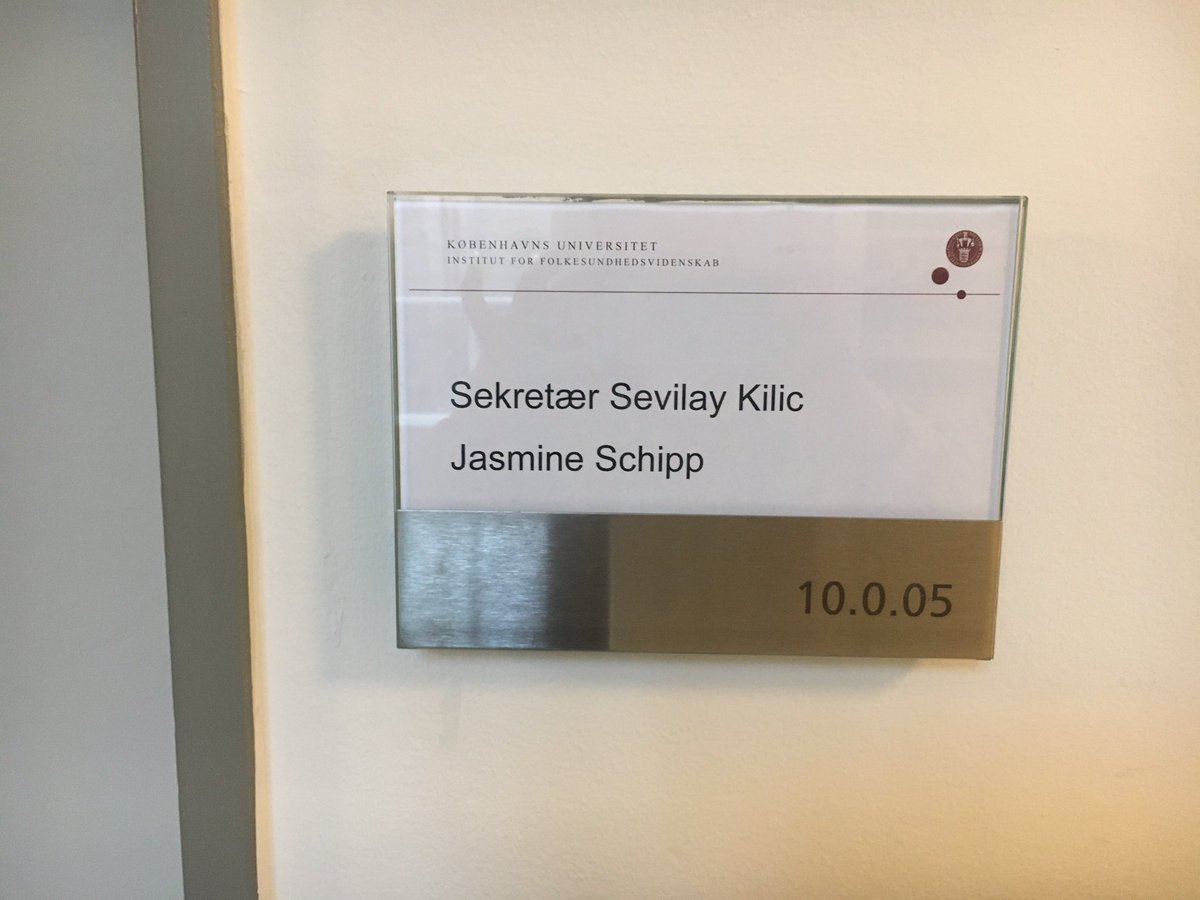 KØBENHAVNS UNIVERSITET
INSTITUT FOR FOLKESUNDHEDSVIDENSKAB
Sekretær Sevilay Kilic
Jasmine Schipp
10.0.05